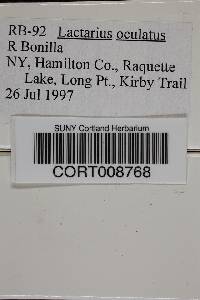 RB-92 Lactarius oculatus
R Bonilla
NY, Hamilton Co., Raquette
Lake, Long Pt., Kirby Trail
26 Jul 1997
SUNY Cortland Herbarium
CORT008768